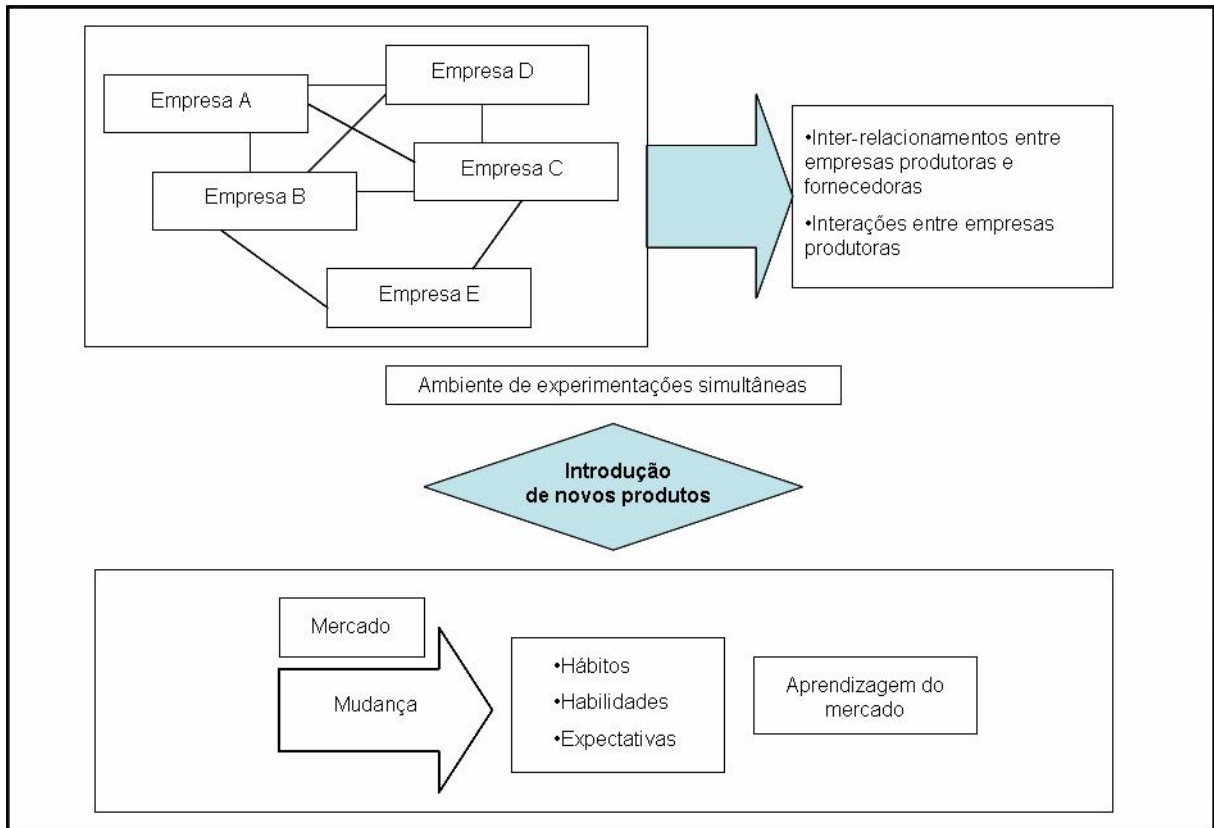 Empresa D
Empresa A
Empresa C
Empresa B
Empresa E
•Inter-relacionamentos entre
empresas produtoras e
fornecedoras
•Interações entre empresas
produtoras
Ambiente de experimentações simultâneas
Introdução
de novos produtos
Mercado
Mudança
•Hábitos
•Habilidades
•Expectativas
Aprendizagem do
mercado